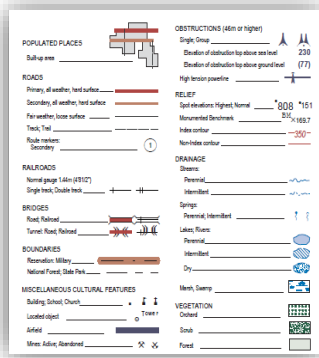 POPULATED PLACES
Built-up area
ROADS
Primary, all weather, hard surface
Secondary, all weather, hard surface
Fair weather, loose surface
Track; Trail
Route markers:
Secondary
1
RAILROADS
Normal gauge 1.44m (4'81/2")
Single track; Double track
BRIDGES
Road; Railroad
Tunnel: Road; Railroad
BOUNDARIES
Reservation: Military
National Forest; State Park
MISCELLANEOUS CULTURAL FEATURES
Building; School; Church
Located object
Tower
Airfield
Mines: Active; Abandoned
OBSTRUCTIONS (46m or higher)
Single; Group
Elevation of obstruction top above sea level 230
Elevation of obstruction top above ground level (77)
High tension powerline
RELIEF
Spot elevations: Highest; Normal 808 151
Monumented Benchmark BM ×169.7
Index contour 350
Non-Index contour
DRAINAGE
Streams:
Perennial
Intermittent
Springs:
Perennial; Intermittent
Lakes; Rivers:
Perennial
Intermittent
Dry
Marsh, Swamp
VEGETATION
Orchard
Scrub
Forest